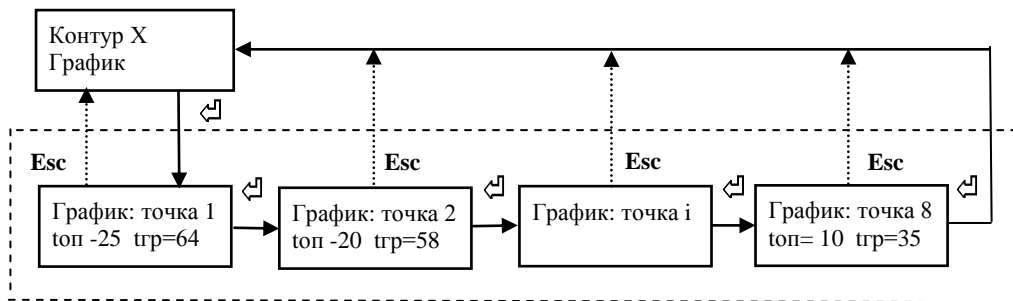 Контур X
График
Esc
Esc
Esc
Esc
График: точка 1
tоп -25 tгр=64
График: точка 2
tоп -20 tгр=58
График: точка i
График: точка 8
tоп= 10 tгр=35